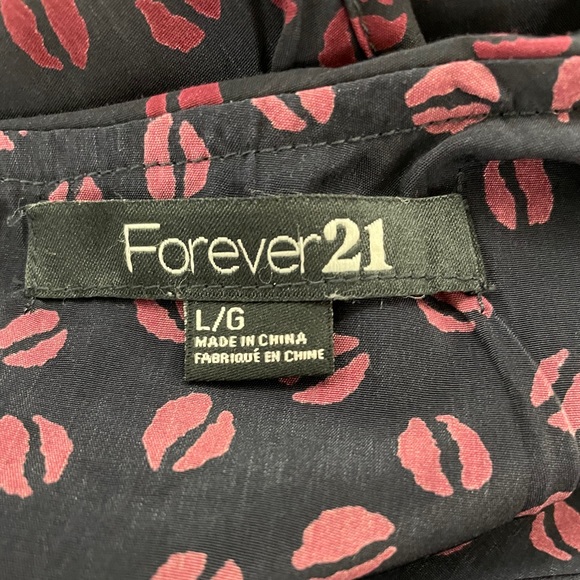 Forever21
L/G
MADE IN CHINA
FABRIQUÉ EN CHINE